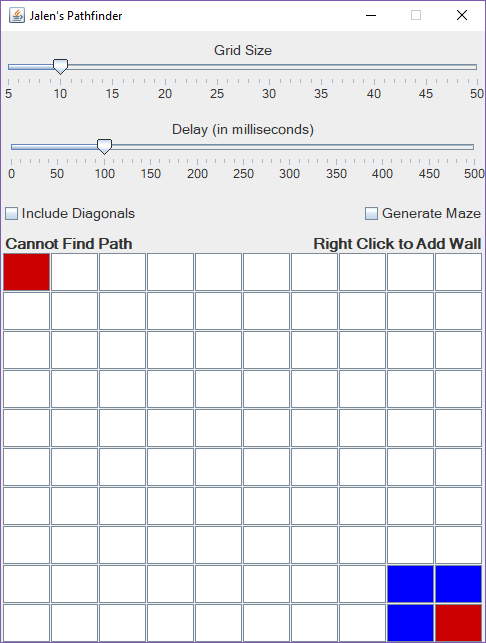 Jalen's Pathfinder
Grid Size
5 10 15 20 25 30 35 40 45 50
Delay (in milliseconds)
0 50 100 150 200 250 300 350 400 450 500
Include Diagonals Generate Maze
Cannot Find Path Right Click to Add Wall